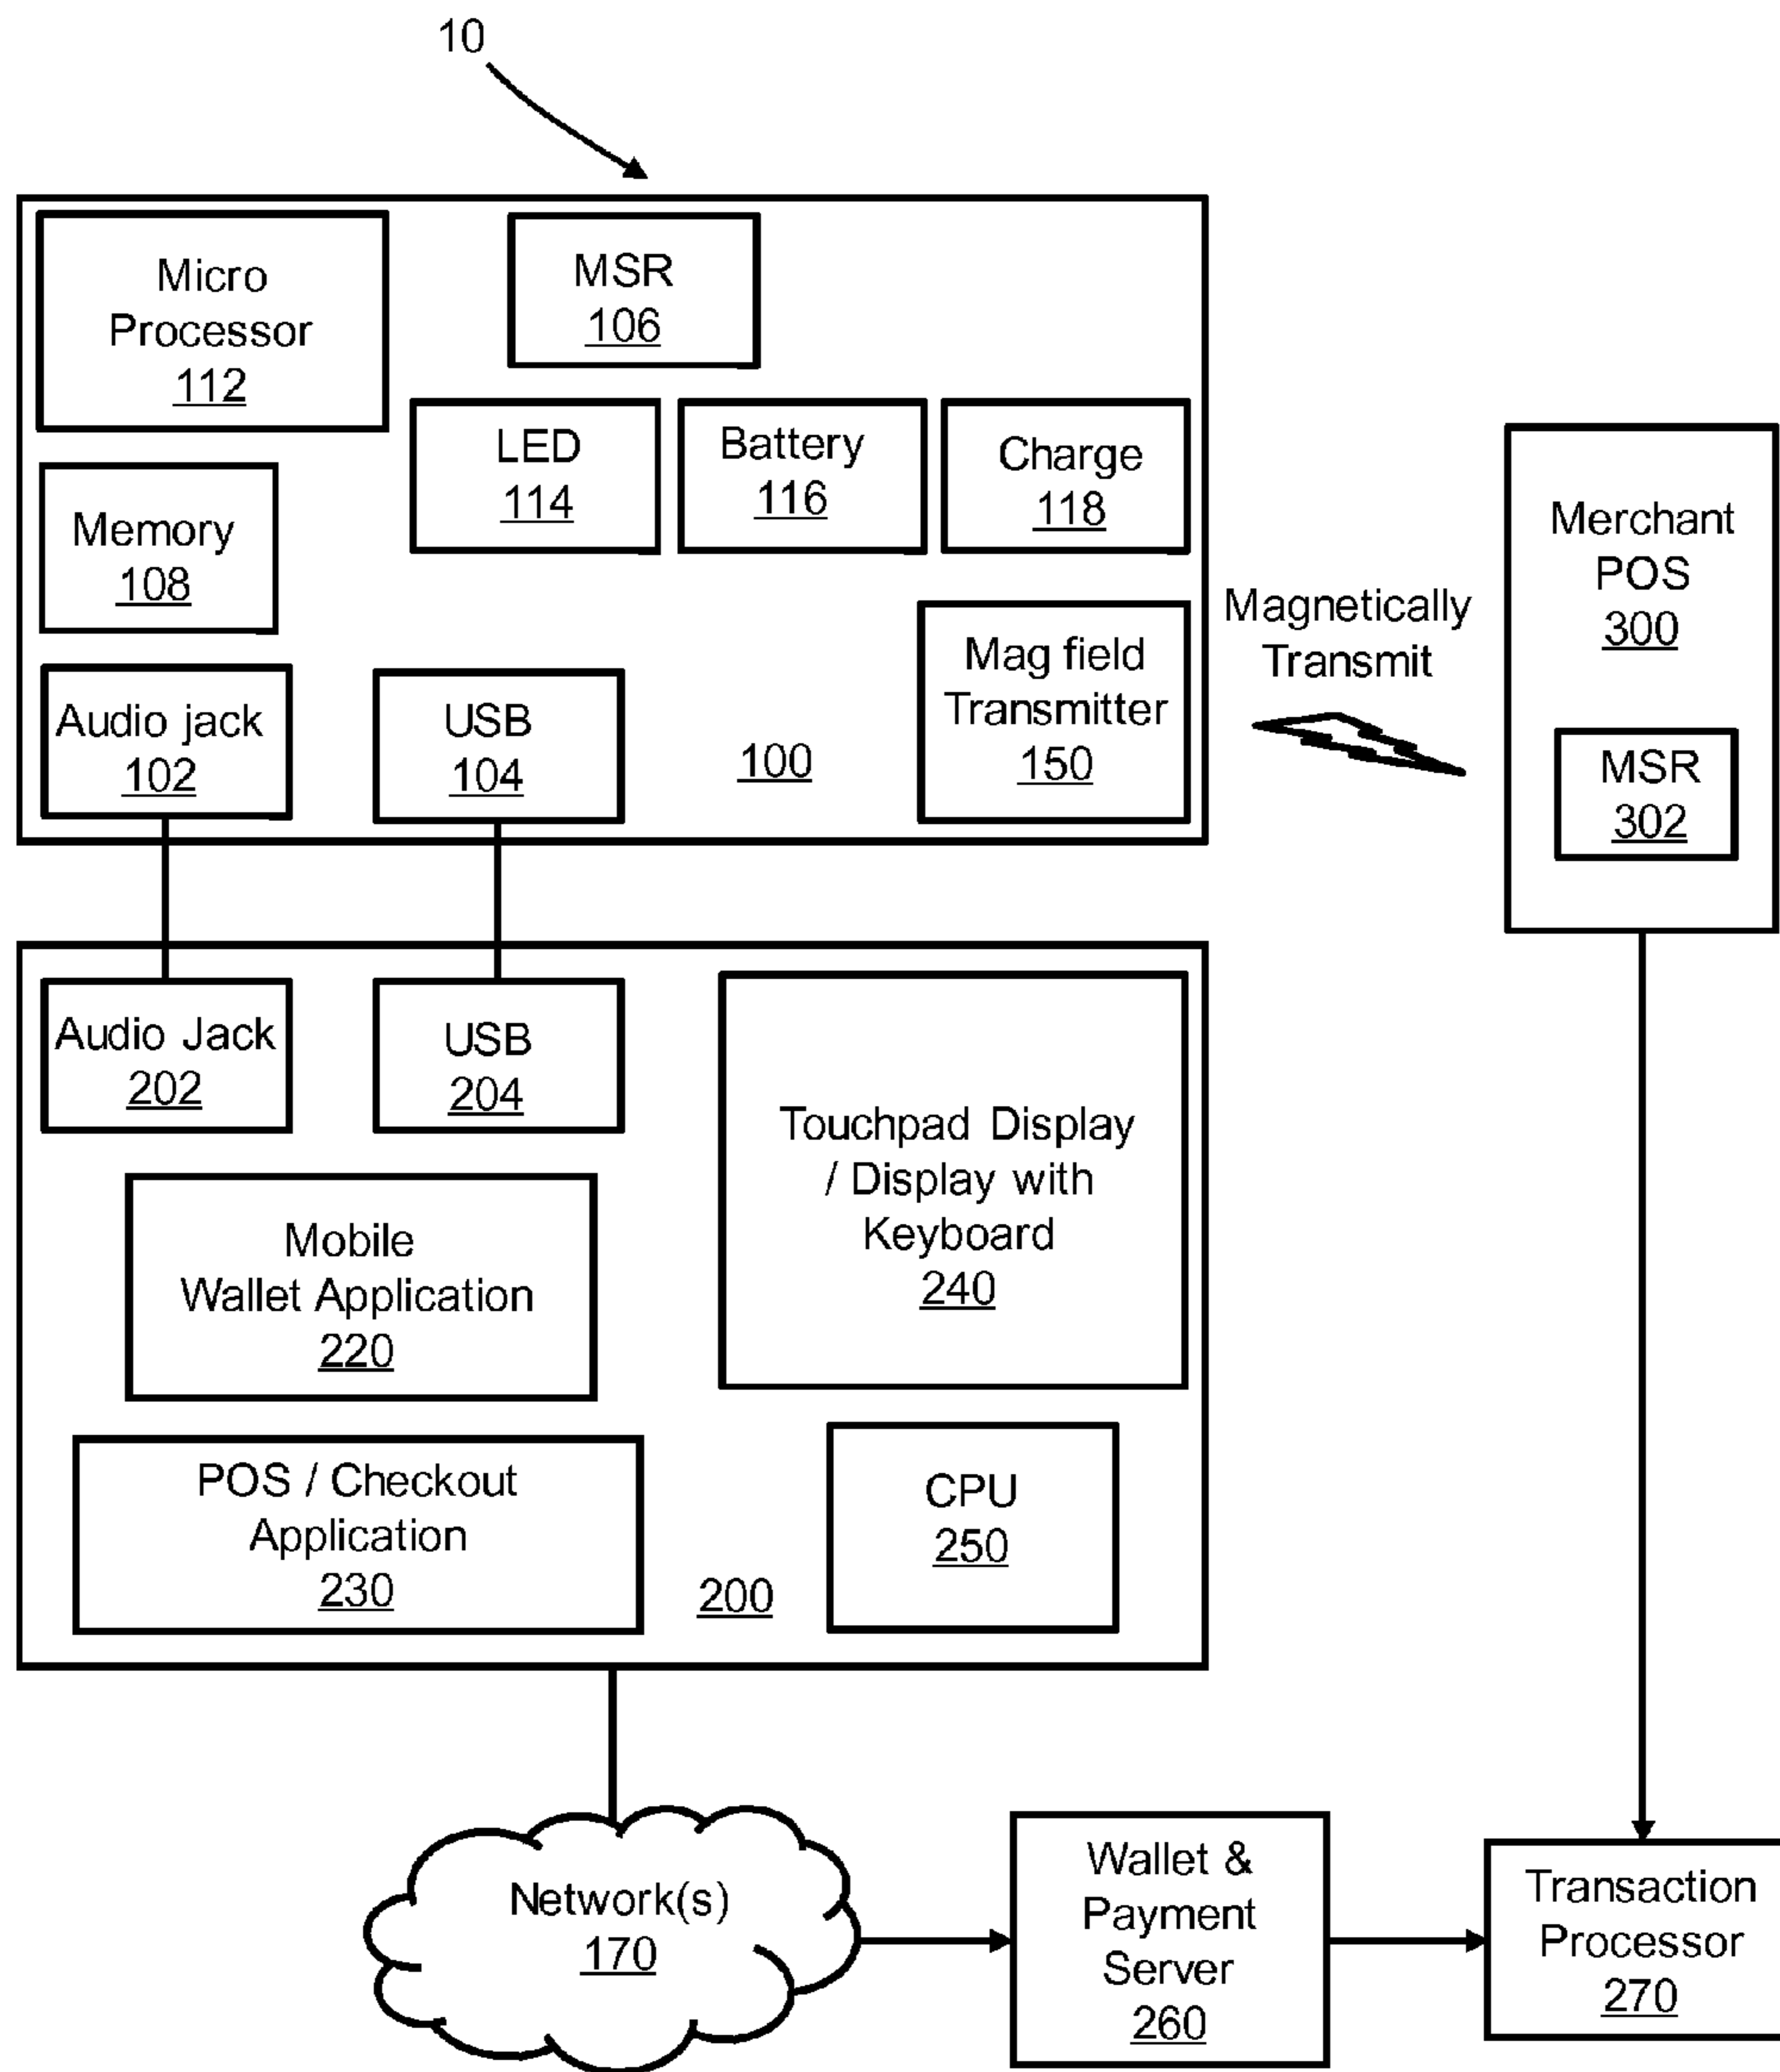 10
Micro
Processor
112
MSR
106
LED
114
Battery
116
Charge
118
Memory
108
Audio jack
102
USB
104
100
Mag field
Transmitter
150
Magnetically
Transmit
Merchant
POS
300
MSR
302
Audio Jack
202
USB
204
Touchpad Display
/ Display with
Keyboard
240
Mobile
Wallet Application
220
POS / Checkout
Application
230
200
CPU
250
Network(s)
170
Wallet &
Payment
Server
260
Transaction
Processor
270